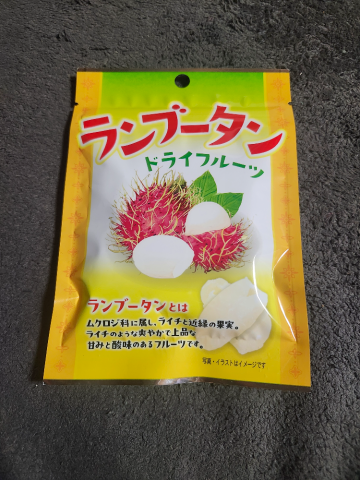 ランブータン
ドライフルーツ
ランブータンとは
ムクロジ科に属し、ライチと近縁の果実。
ライチのような爽やかで上品な
甘みと酸味のあるフルーツです。
写真・イラストはイメージです